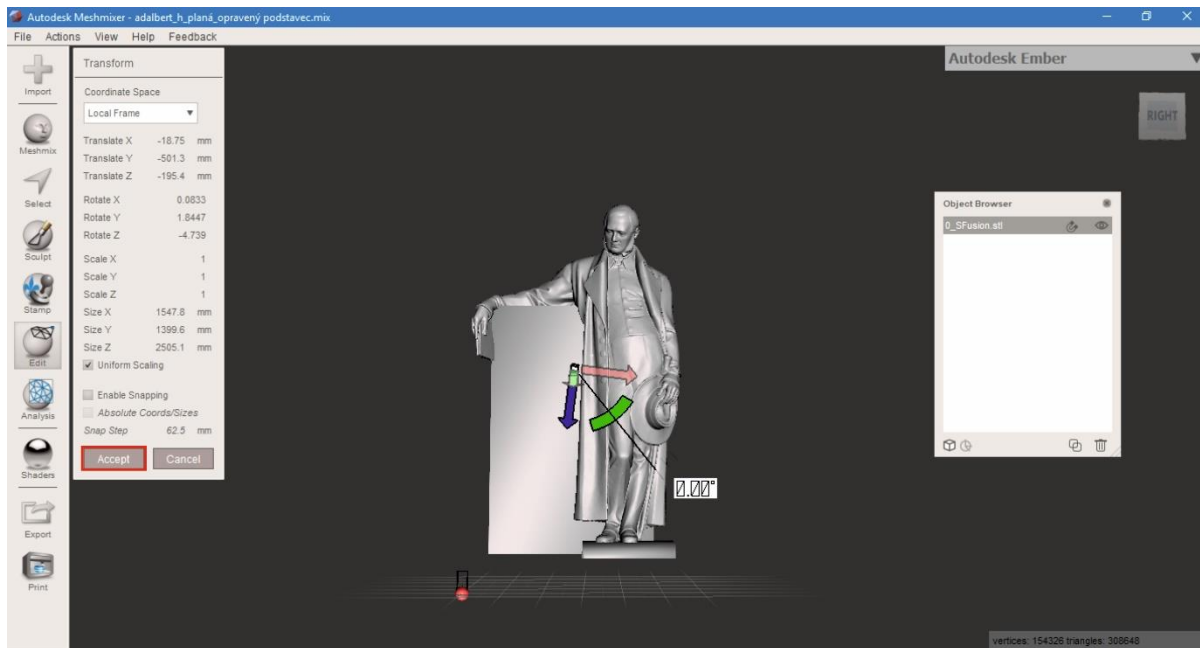 Autodesk Meshmixer - adalbert_h_planá_opravený podstavec.mix
File Actions View Help Feedback
Import
Meshmix
Select
Sculpt
Stamp
Edit
Analysis
Shaders
Export
Print
Transform
Coordinate Space
Local Frame
Translate X -18.75 mm
Translate Y -501.3 mm
Translate Z -195.4 mm
Rotate X 0.0833
Rotate Y 1.8447
Rotate Z -4.739
Scale X 1
Scale Y 1
Scale Z 1
Size X 1547.8 mm
Size Y 1399.6 mm
Size Z 2505.1 mm
Uniform Scaling
Enable Snapping
Absolute Coords/Sizes
Snap Step 62.5 mm
Accept Cancel
0.00°
Autodesk Ember
RIGHT
Object Browser
0_SFusion.stl
vertices: 154326 triangles: 308648